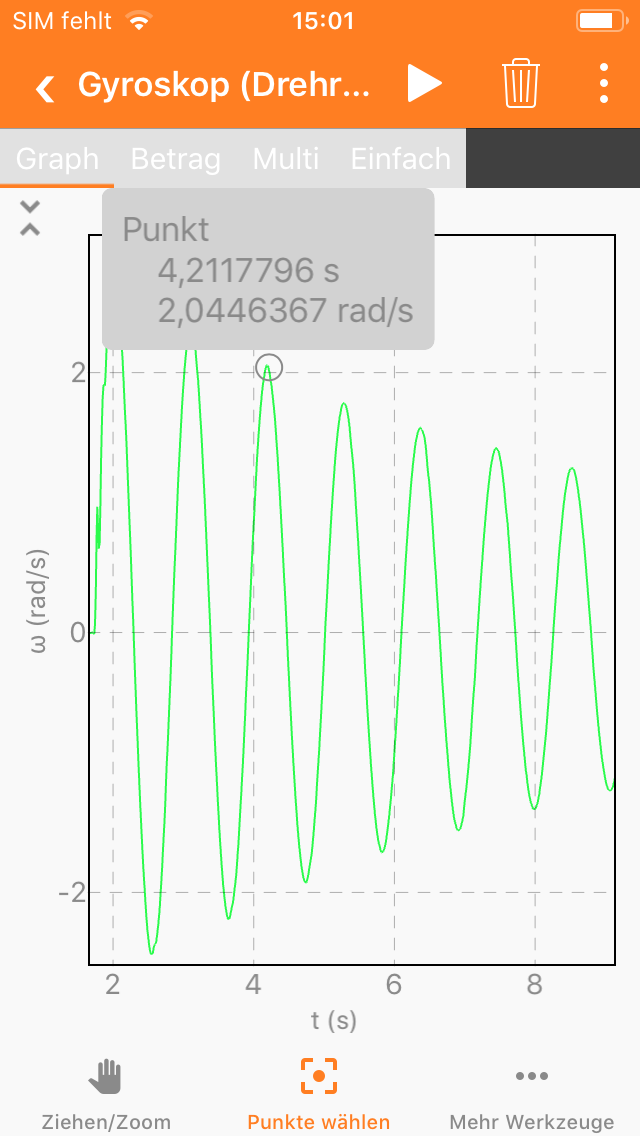 SIM fehlt 15:01
Gyroskop (Drehr...
Graph Betrag Multi Einfach
Punkt
4,2117796 s
2,0446367 rad/s
2
0
-2
ω (rad/s)
2 4 6 8
t (s)
Ziehen/Zoom Punkte wählen Mehr Werkzeuge